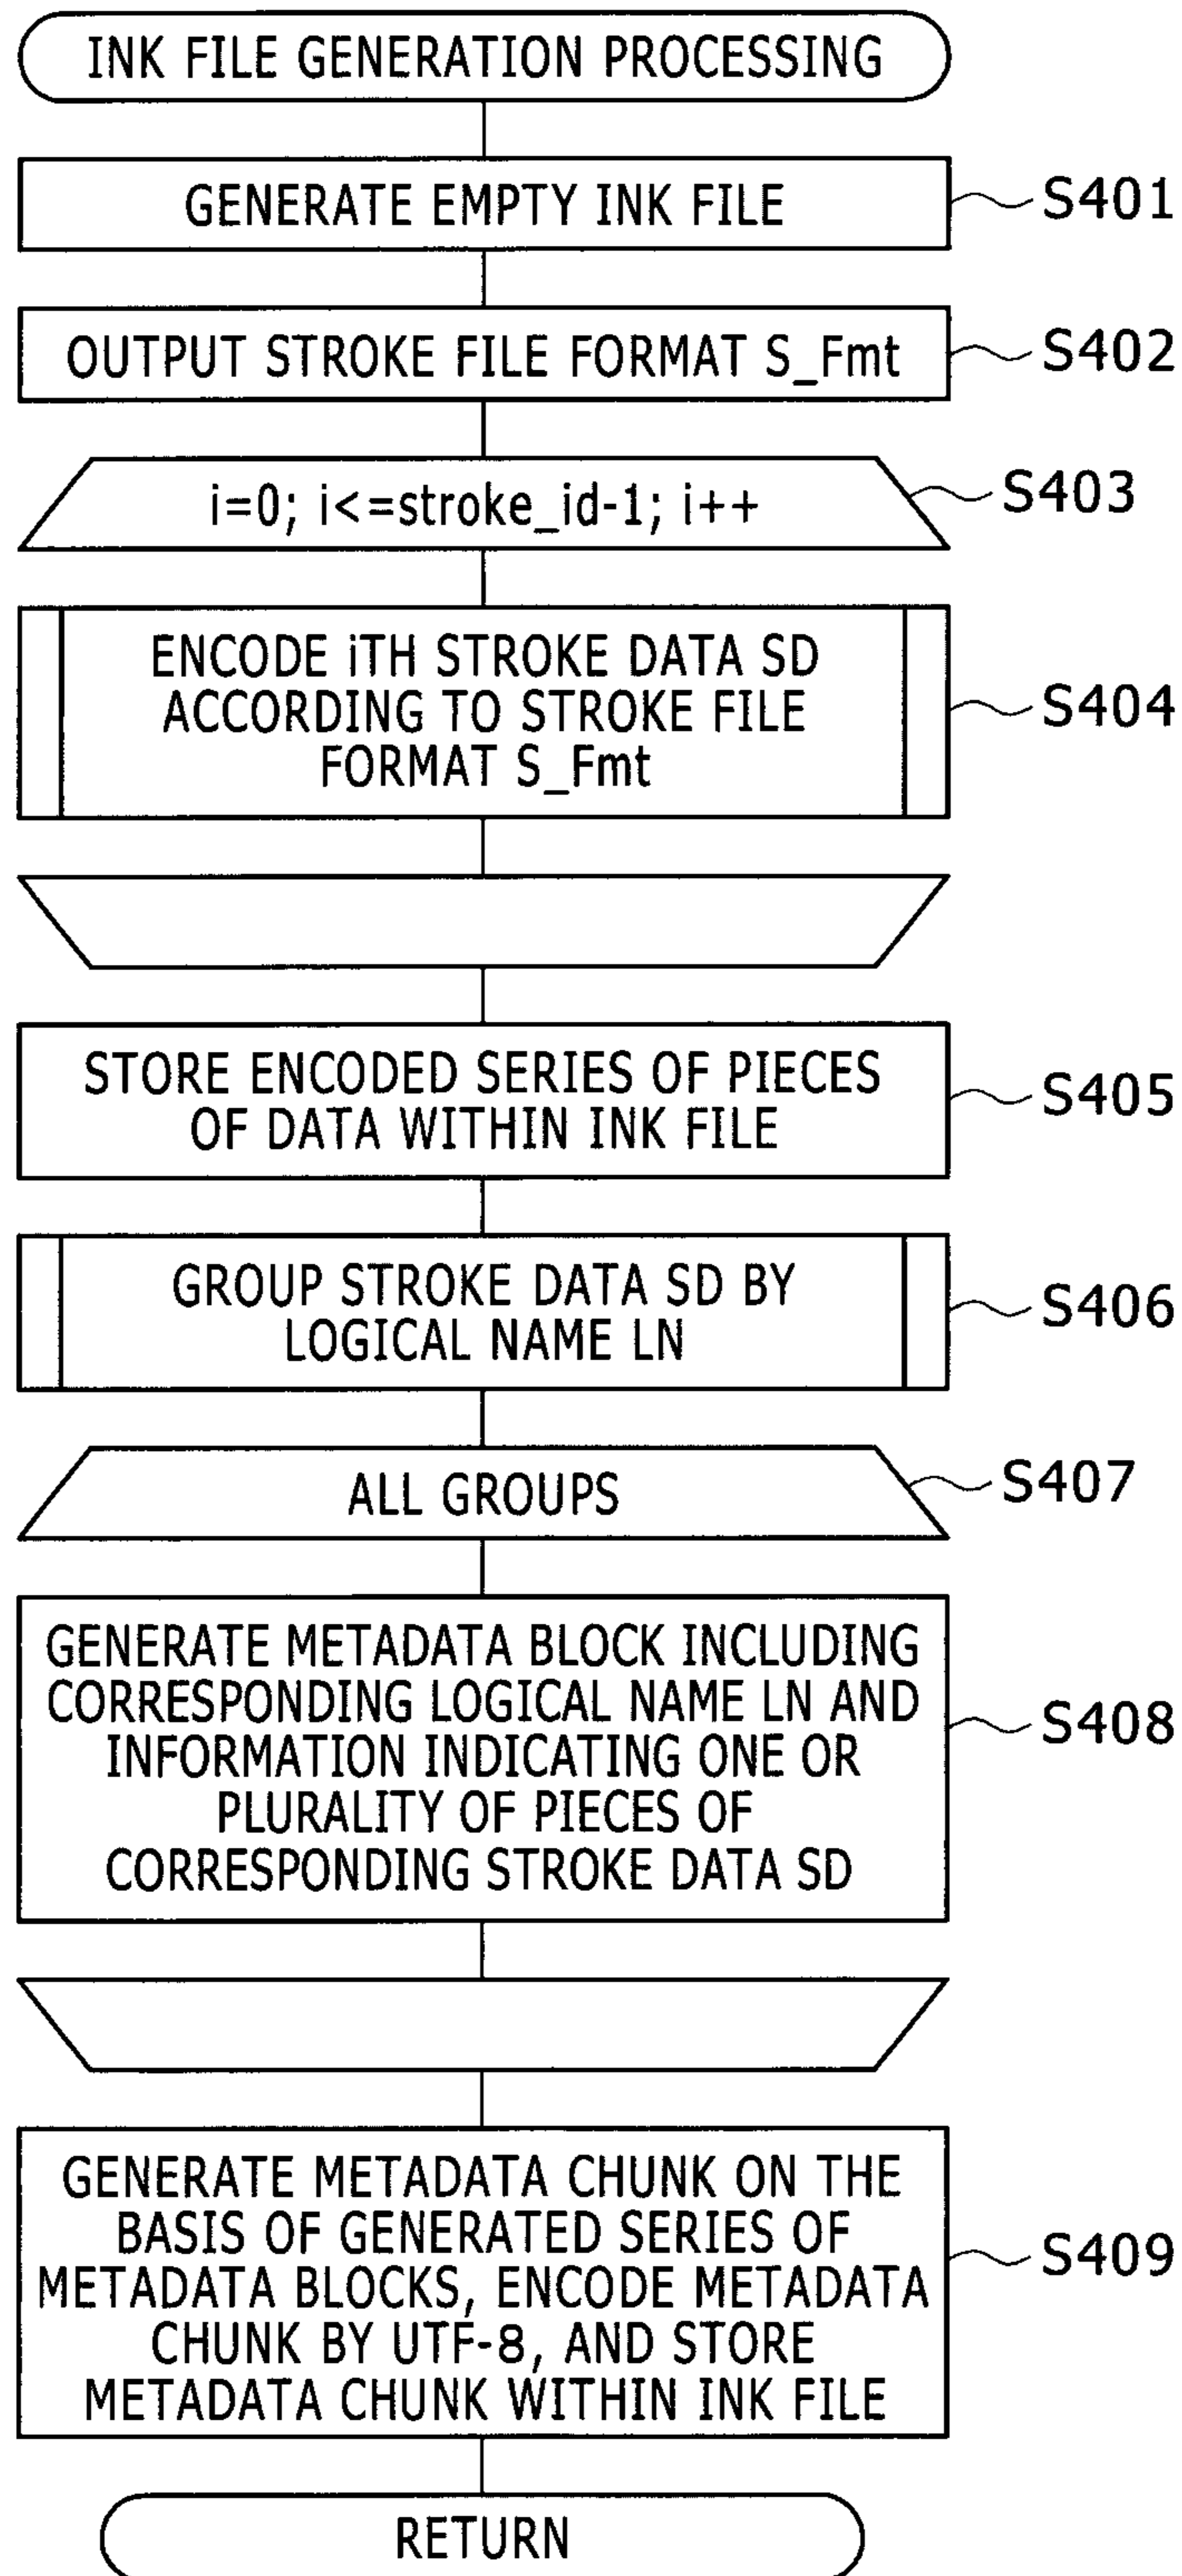 INK FILE GENERATION PROCESSING
GENERATE EMPTY INK FILE
S401
OUTPUT STROKE FILE FORMAT S_Fmt
S402
i=0; i<=stroke_id-1; i++
S403
ENCODE iTH STROKE DATA SD
ACCORDING TO STROKE FILE
FORMAT S_Fmt
S404
STORE ENCODED SERIES OF PIECES
OF DATA WITHIN INK FILE
S405
GROUP STROKE DATA SD BY
LOGICAL NAME LN
S406
ALL GROUPS
S407
GENERATE METADATA BLOCK INCLUDING
CORRESPONDING LOGICAL NAME LN AND
INFORMATION INDICATING ONE OR
PLURALITY OF PIECES OF
CORRESPONDING STROKE DATA SD
S408
GENERATE METADATA CHUNK ON THE
BASIS OF GENERATED SERIES OF
METADATA BLOCKS, ENCODE METADATA
CHUNK BY UTF-8, AND STORE
METADATA CHUNK WITHIN INK FILE
S409
RETURN